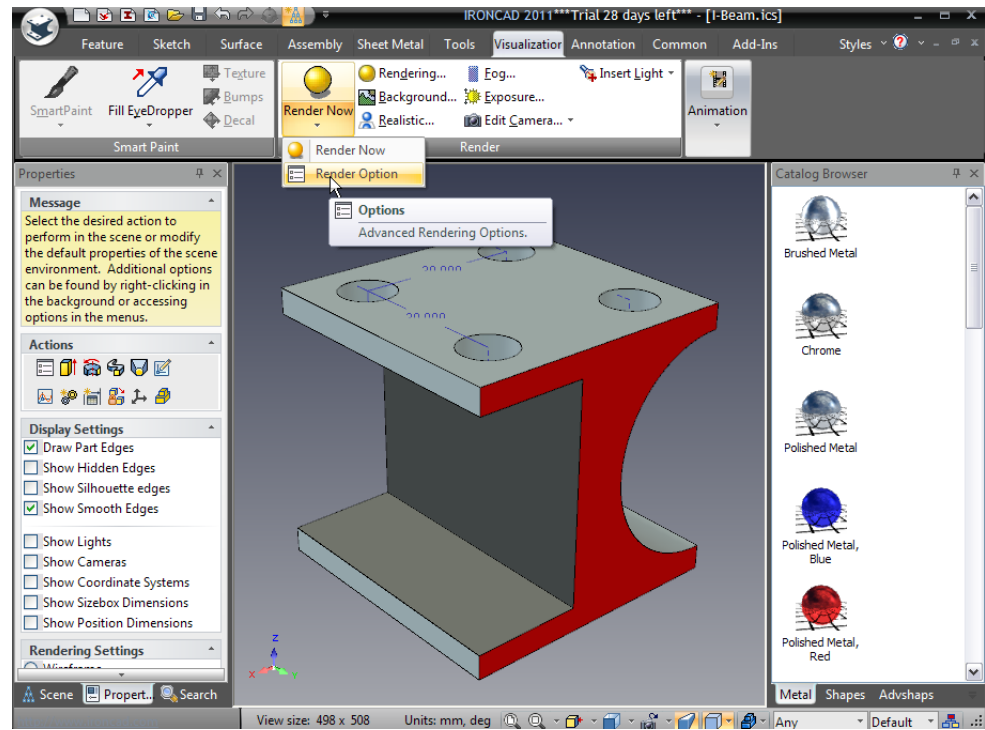 IRONCAD 2011***Trial 28 days left*** - [I-Beam.ics]
Feature Sketch Surface Assembly Sheet Metal Tools Visualization Annotation Common Add-Ins Styles
SmartPaint
Fill EyeDropper
Texture
Bumps
Decal
Smart Paint
Render Now
Rendering...
Background...
Realistic...
Fog...
Exposure...
Edit Camera...
Insert Light
Render
Animation
Render Now
Render Option
Options
Advanced Rendering Options.
Properties
Message
Select the desired action to
perform in the scene or modify
the default properties of the scene
environment. Additional options
can be found by right-clicking in
the background or accessing
options in the menus.
Actions
Display Settings
Draw Part Edges
Show Hidden Edges
Show Silhouette edges
Show Smooth Edges
Show Lights
Show Cameras
Show Coordinate Systems
Show Sizebox Dimensions
Show Position Dimensions
Rendering Settings
Scene Propert... Search
20.000
20.000
Z
X
Y
Catalog Browser
Brushed Metal
Chrome
Polished Metal
Polished Metal,
Blue
Polished Metal,
Red
Metal Shapes Advshaps
View size: 498 x 508 Units: mm, deg Any Default